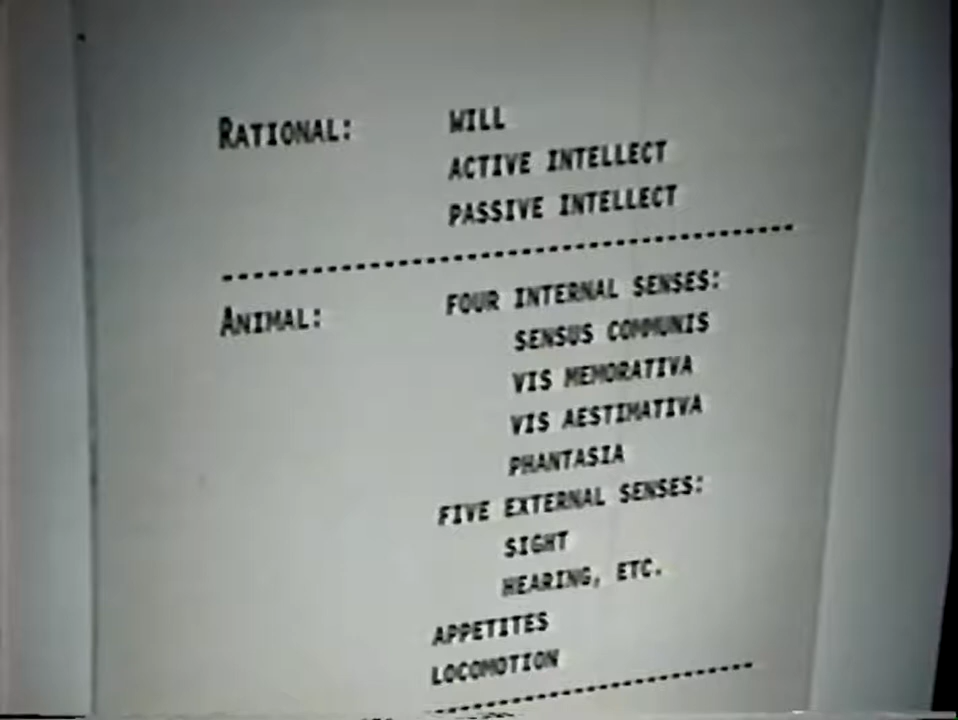 RATIONAL: WILL
ACTIVE INTELLECT
PASSIVE INTELLECT
ANIMAL: FOUR INTERNAL SENSES:
SENSUS COMMUNIS
VIS MEMORATIVA
VIS AESTIMATIVA
PHANTASIA
FIVE EXTERNAL SENSES:
SIGHT
HEARING, ETC.
APPETITES
LOCOMOTION